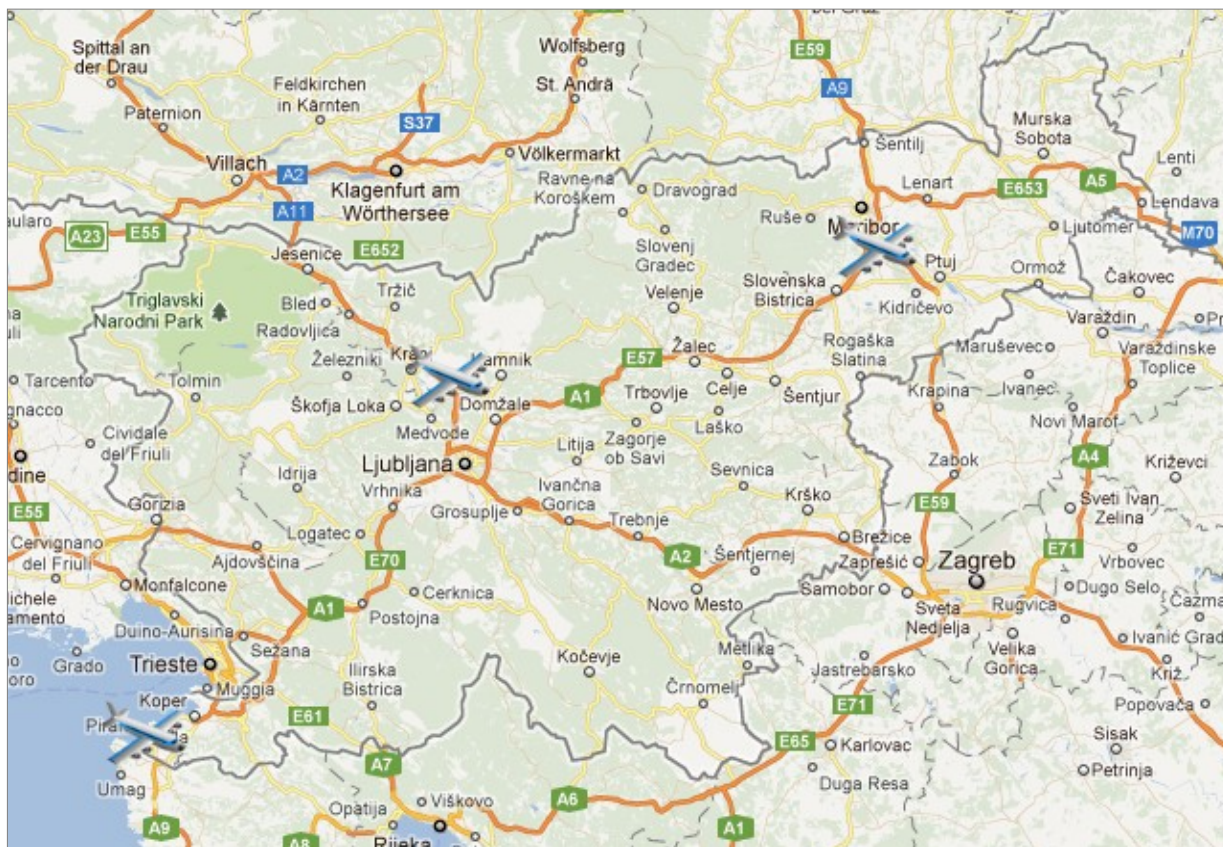 Spittal an
der Drau
Paternion
Feldkirchen
in Kärnten
Wolfsberg
St. Andrä
S37
E59
A9
Villach
A2
A11
Klagenfurt am
Wörthersee
Völkermarkt
Ravne na
Koroškem
Dravograd
Ruše
Slovenj
Gradec
Velenje
Šentilj
Murska
Sobota
Lenart
E653
A5
Lenti
Lendava
M70
Ljutomer
A23
E55
E652
Jesenice
Bled
Tržič
Triglavski
Narodni Park
Radovljica
Železniki
Tolmin
Tarcento
Škofja Loka
Medvode
Domžale
Maribor
Slovenska
Bistrica
Ptuj
Kidričevo
Ormož
Čakovec
Varaždin
Varaždinske
Toplice
Maruševec
Ivanec
Novi Marof
Rogaška
Slatina
Krapina
E57
Žalec
Celje
Šentjur
A1
Trbovlje
Laško
Zagorje
ob Savi
Litija
Sevnica
Cividale
del Friuli
Idrija
Ljubljana
Vrhnika
Ivančna
Gorica
Grosuplje
Trebnje
Krško
Zabok
A4
Križevci
Sveti Ivan
Zelina
E59
E55
Gorizia
Cervignano
del Friuli
Ajdovščina
Logatec
E70
A2
Šentjernej
Brežice
Zaprešić
Zagreb
E71
Vrbovec
Dugo Selo
Monfalcone
Cerknica
Novo Mesto
Samobor
Sveta
Nedjelja
Rugvica
A1
Postojna
Duino-Aurisina
Grado
Trieste
Sežana
Muggia
Koper
Ilirska
Bistrica
Kočevje
Metlika
Črnomelj
Jastrebarsko
Velika
Gorica
Ivanić Grad
Križ
Popovača
E61
E71
E65
Karlovac
Duga Resa
Sisak
Petrinja
Umag
A7
A6
A1
Opatija
Viškovo
A9
A8
Rijeka